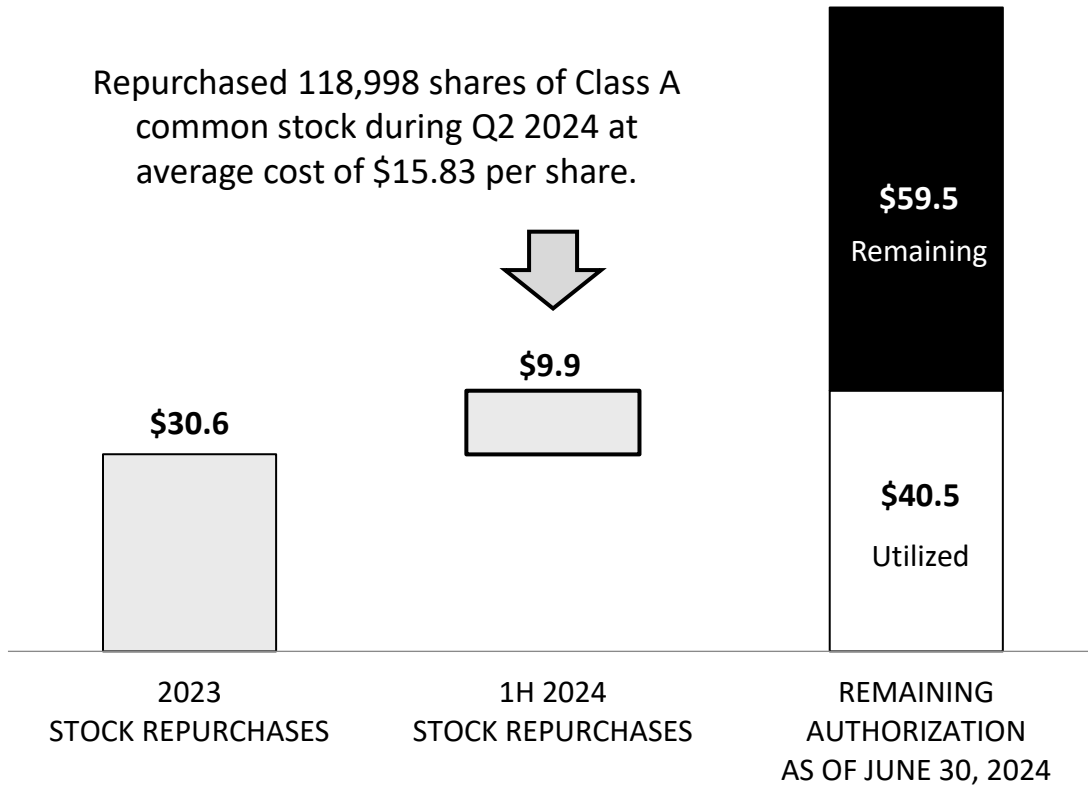 Repurchased 118,998 shares of Class A
common stock during Q2 2024 at
average cost of $15.83 per share.
$59.5
Remaining
$9.9
$30.6
$40.5
Utilized
2023
STOCK REPURCHASES
1H 2024
STOCK REPURCHASES
REMAINING
AUTHORIZATION
AS OF JUNE 30, 2024